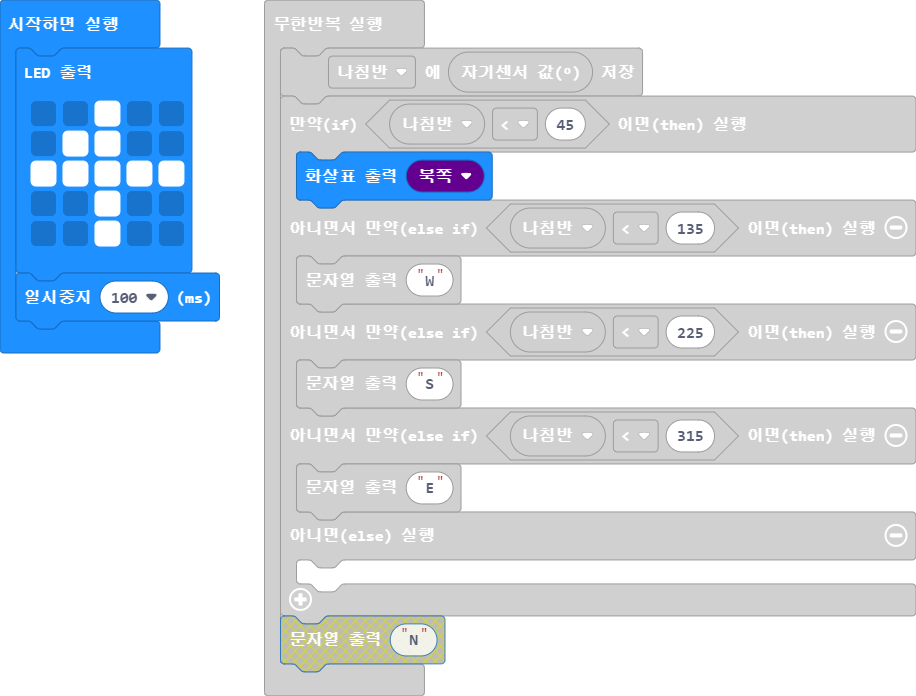 시작하면 실행
LED 출력
일시중지 100 (ms)
무한반복 실행
나침반 에 자기센서 값(º) 저장
만약(if) 나침반 < 45 이면(then) 실행
화살표 출력 북쪽
아니면서 만약(else if) 나침반 < 135 이면(then) 실행
문자열 출력 "W"
아니면서 만약(else if) 나침반 < 225 이면(then) 실행
문자열 출력 "S"
아니면서 만약(else if) 나침반 < 315 이면(then) 실행
문자열 출력 "E"
아니면(else) 실행
문자열 출력 "N"